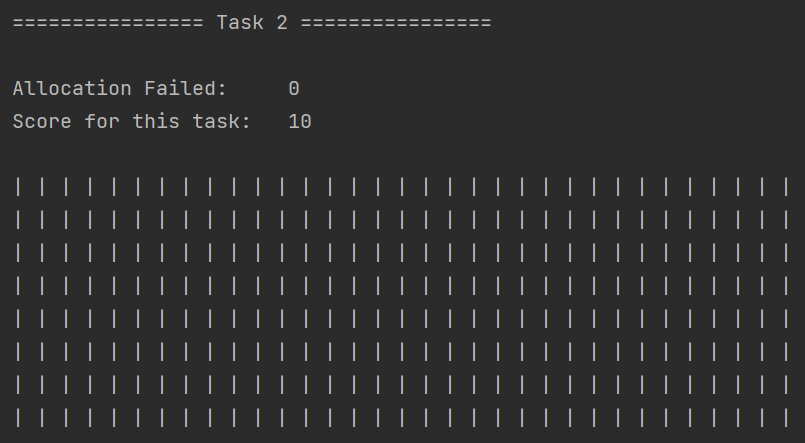 ================ Task 2 ================
Allocation Failed:     0
Score for this task:   10
| | | | | | | | | | | | | | | | | | | | | | | | | | | | | | | | |
| | | | | | | | | | | | | | | | | | | | | | | | | | | | | | | | |
| | | | | | | | | | | | | | | | | | | | | | | | | | | | | | | | |
| | | | | | | | | | | | | | | | | | | | | | | | | | | | | | | | |
| | | | | | | | | | | | | | | | | | | | | | | | | | | | | | | | |
| | | | | | | | | | | | | | | | | | | | | | | | | | | | | | | | |
| | | | | | | | | | | | | | | | | | | | | | | | | | | | | | | | |
| | | | | | | | | | | | | | | | | | | | | | | | | | | | | | | | |